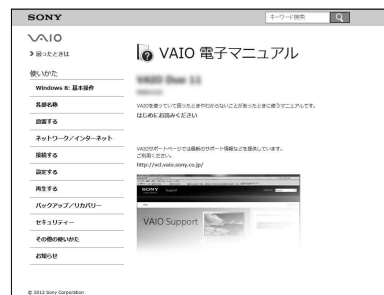 SONY
キーワード検索
VAIO
困ったときは
VAIO 電子マニュアル
使いかた
Windows 8: 基本操作
各部名称
設置する
ネットワーク／インターネット
接続する
設定する
再生する
バックアップ／リカバリー
セキュリティー
その他の使いかた
お知らせ
VAIOを使っていて困ったときやわからないことがあったときに使うマニュアルです。
はじめにお読みください
VAIOサポートページでは最新のサポート情報などを提供しています。
ご利用ください。
http://vcl.vaio.sony.co.jp/
SONY
VAIO Support
© 2012 Sony Corporation